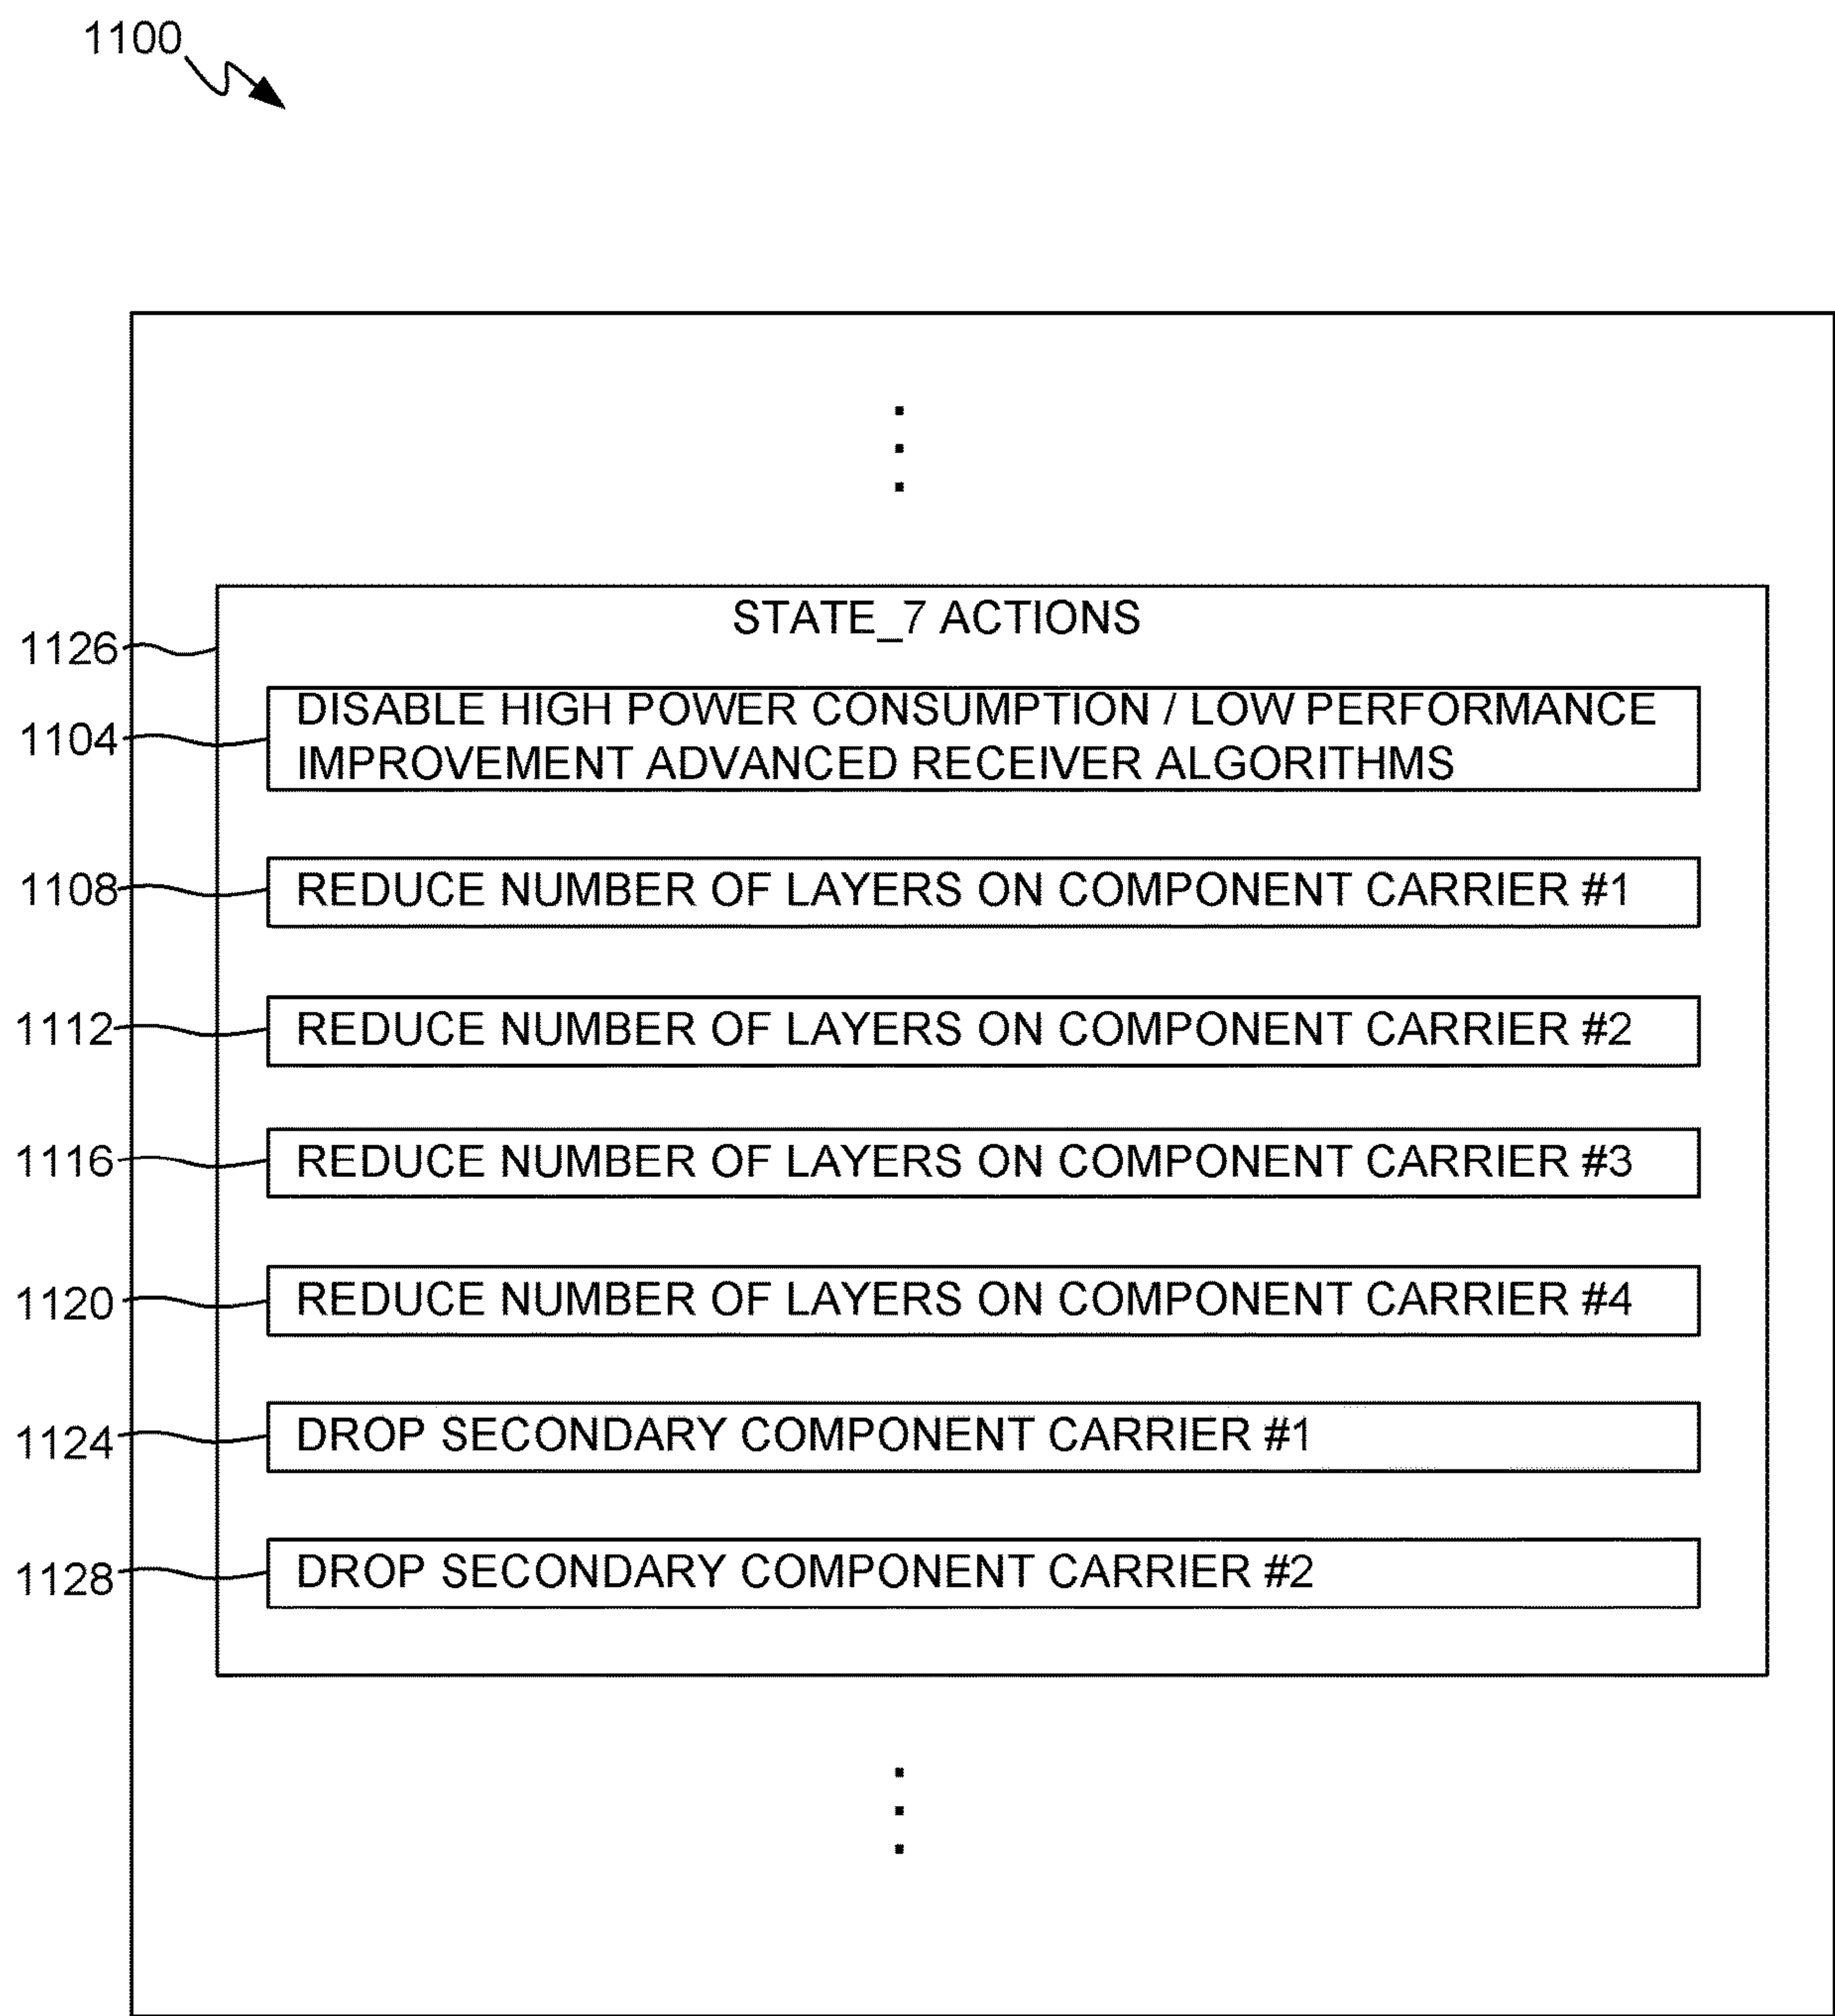 1100
STATE_7 ACTIONS
1126
DISABLE HIGH POWER CONSUMPTION / LOW PERFORMANCE
IMPROVEMENT ADVANCED RECEIVER ALGORITHMS
1104
REDUCE NUMBER OF LAYERS ON COMPONENT CARRIER #1
1108
REDUCE NUMBER OF LAYERS ON COMPONENT CARRIER #2
1112
REDUCE NUMBER OF LAYERS ON COMPONENT CARRIER #3
1116
REDUCE NUMBER OF LAYERS ON COMPONENT CARRIER #4
1120
DROP SECONDARY COMPONENT CARRIER #1
1124
DROP SECONDARY COMPONENT CARRIER #2
1128